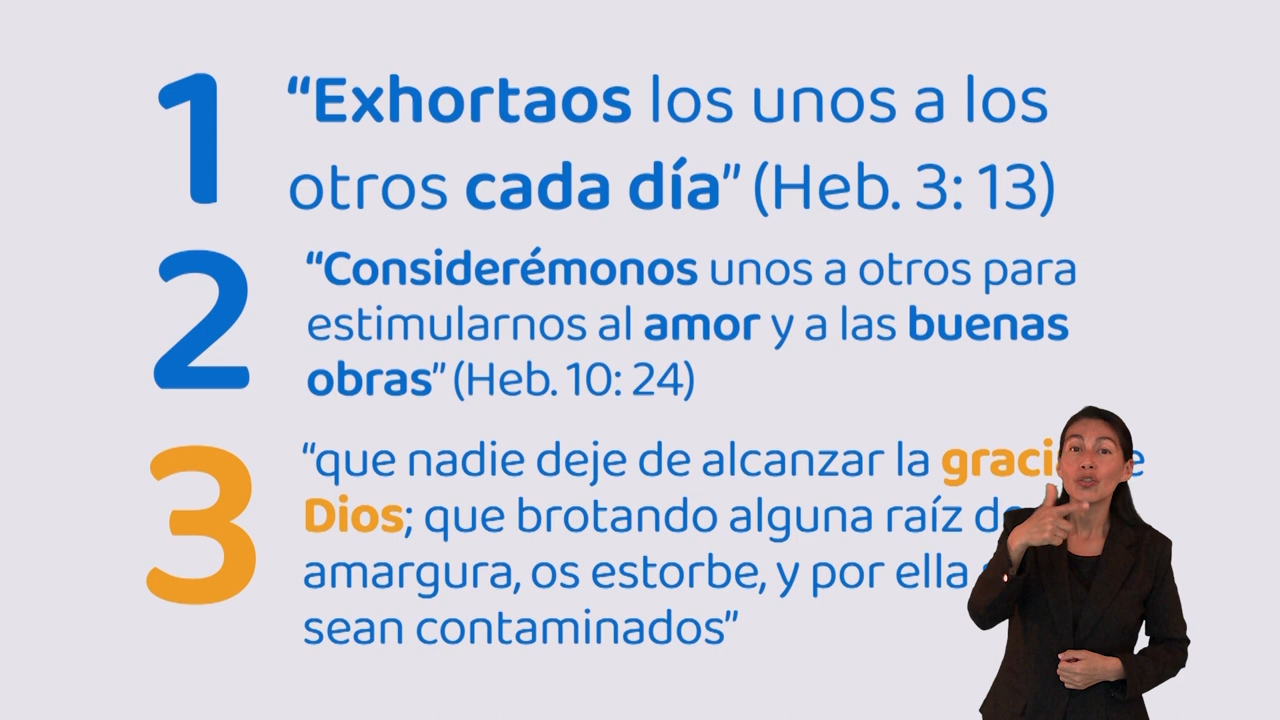 1
“Exhortaos los unos a los
otros cada día” (Heb. 3: 13)
2
“Considerémonos unos a otros para
estimularnos al amor y a las buenas
obras” (Heb. 10: 24)
3
“que nadie deje de alcanzar la
Dios; que brotando alguna raíz
amargura, os estorbe, y por ella
sean contaminados”